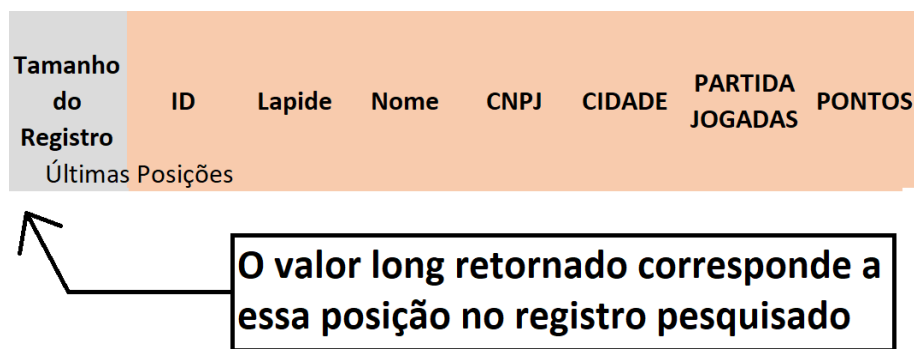 Tamanho do Registro
ID
Lapide
Nome
CNPJ
CIDADE
PARTIDA JOGADAS
PONTOS
Últimas Posições
O valor long retornado corresponde a
essa posição no registro pesquisado